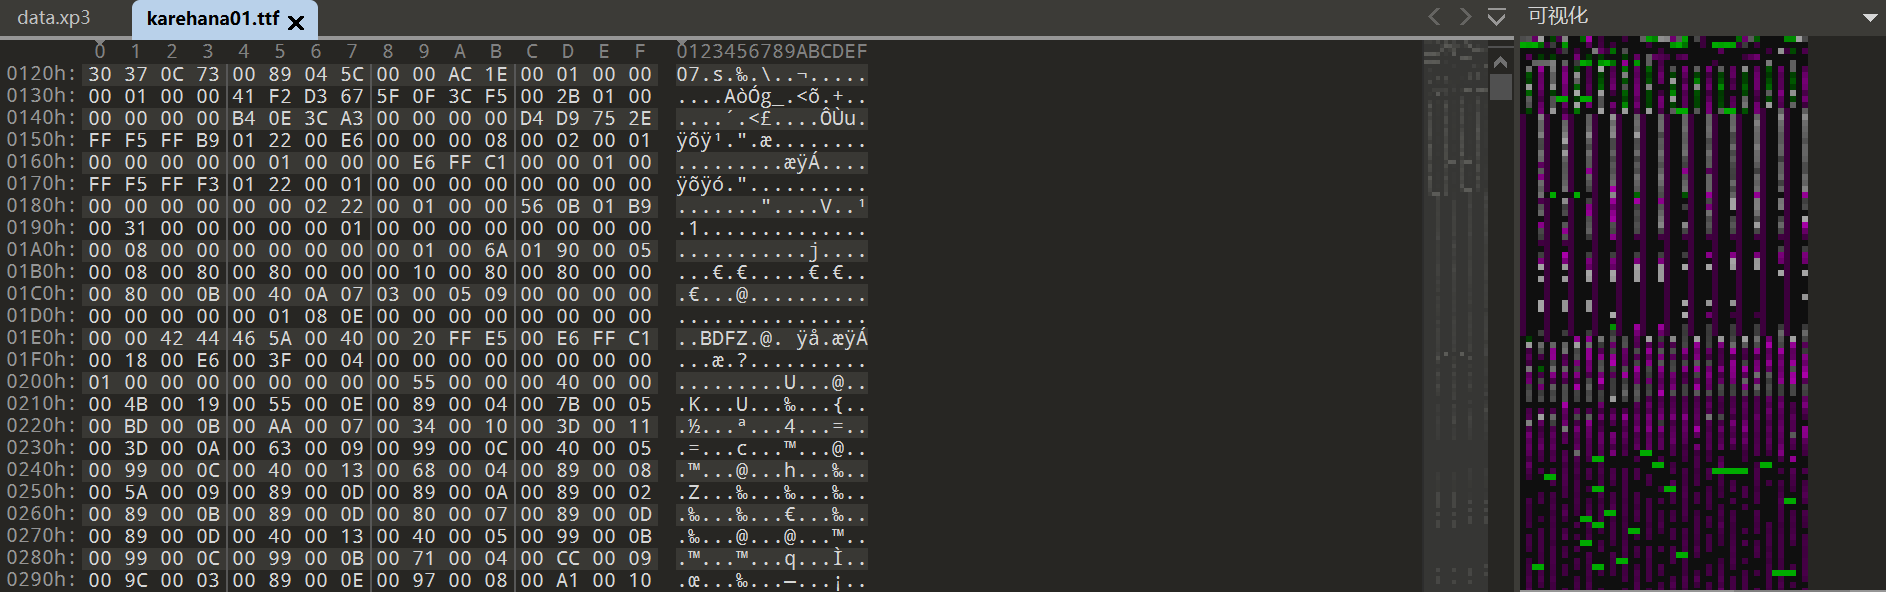 data.xp3 karehana01.ttf × 可视化
0 1 2 3 4 5 6 7 8 9 A B C D E F 0123456789ABCDEF
0120h: 30 37 0C 73 00 89 04 5C 00 00 AC 1E 00 01 00 00 07.s.‰.\..¬.....
0130h: 00 01 00 00 41 F2 D3 67 5F 0F 3C F5 00 2B 01 00 ....AòÓg_.<õ.+..
0140h: 00 00 00 00 B4 0E 3C A3 00 00 00 00 D4 D9 75 2E ....´.<£....ÔÙu.
0150h: FF F5 FF B9 01 22 00 E6 00 00 00 08 00 02 00 01 ÿõÿ¹.".æ........
0160h: 00 00 00 00 00 01 00 00 00 E6 FF C1 00 00 01 00 .........æÿÁ....
0170h: FF F5 FF F3 01 22 00 01 00 00 00 00 00 00 00 00 ÿõÿó."..........
0180h: 00 00 00 00 00 00 02 22 00 01 00 00 56 0B 01 B9 .......".…V..¹
0190h: 00 31 00 00 00 00 00 01 00 00 00 00 00 00 00 00 .1..............
01A0h: 00 08 00 00 00 00 00 00 00 01 00 6A 01 90 00 05 ...........j....
01B0h: 00 08 00 80 00 80 00 00 00 10 00 80 00 80 00 00 ...€.€.....€.€..
01C0h: 00 80 00 0B 00 40 0A 07 03 00 05 09 00 00 00 00 .€...@..........
01D0h: 00 00 00 00 00 01 08 0E 00 00 00 00 00 00 00 00 ................
01E0h: 00 00 42 44 46 5A 00 40 00 20 FF E5 00 E6 FF C1 ..BDFZ.@. ÿå.æÿÁ
01F0h: 00 18 00 E6 00 3F 00 04 00 00 00 00 00 00 00 00 ...æ.?..........
0200h: 01 00 00 00 00 00 00 00 00 55 00 00 00 40 00 00 .........U...@..
0210h: 00 4B 00 19 00 55 00 0E 00 89 00 04 00 7B 00 05 .K...U...‰...{..
0220h: 00 BD 00 0B 00 AA 00 07 00 34 00 10 00 3D 00 11 .½...ª...4...=..
0230h: 00 3D 00 0A 00 63 00 09 00 99 00 0C 00 40 00 05 .=...c...™...@..
0240h: 00 99 00 0C 00 40 00 13 00 68 00 04 00 89 00 08 .™...@...h...‰..
0250h: 00 5A 00 09 00 89 00 0D 00 89 00 0A 00 89 00 02 .Z...‰...‰...‰..
0260h: 00 89 00 0B 00 89 00 0D 00 80 00 07 00 89 00 0D .‰...‰...€...‰..
0270h: 00 89 00 0D 00 40 00 13 00 40 00 05 00 99 00 0B .‰...@...@...™..
0280h: 00 99 00 0C 00 99 00 0B 00 71 00 04 00 CC 00 09 .™...™...q...Ì..
0290h: 00 9C 00 03 00 89 00 0E 00 97 00 08 00 A1 00 10 .œ...‰...—...¡..